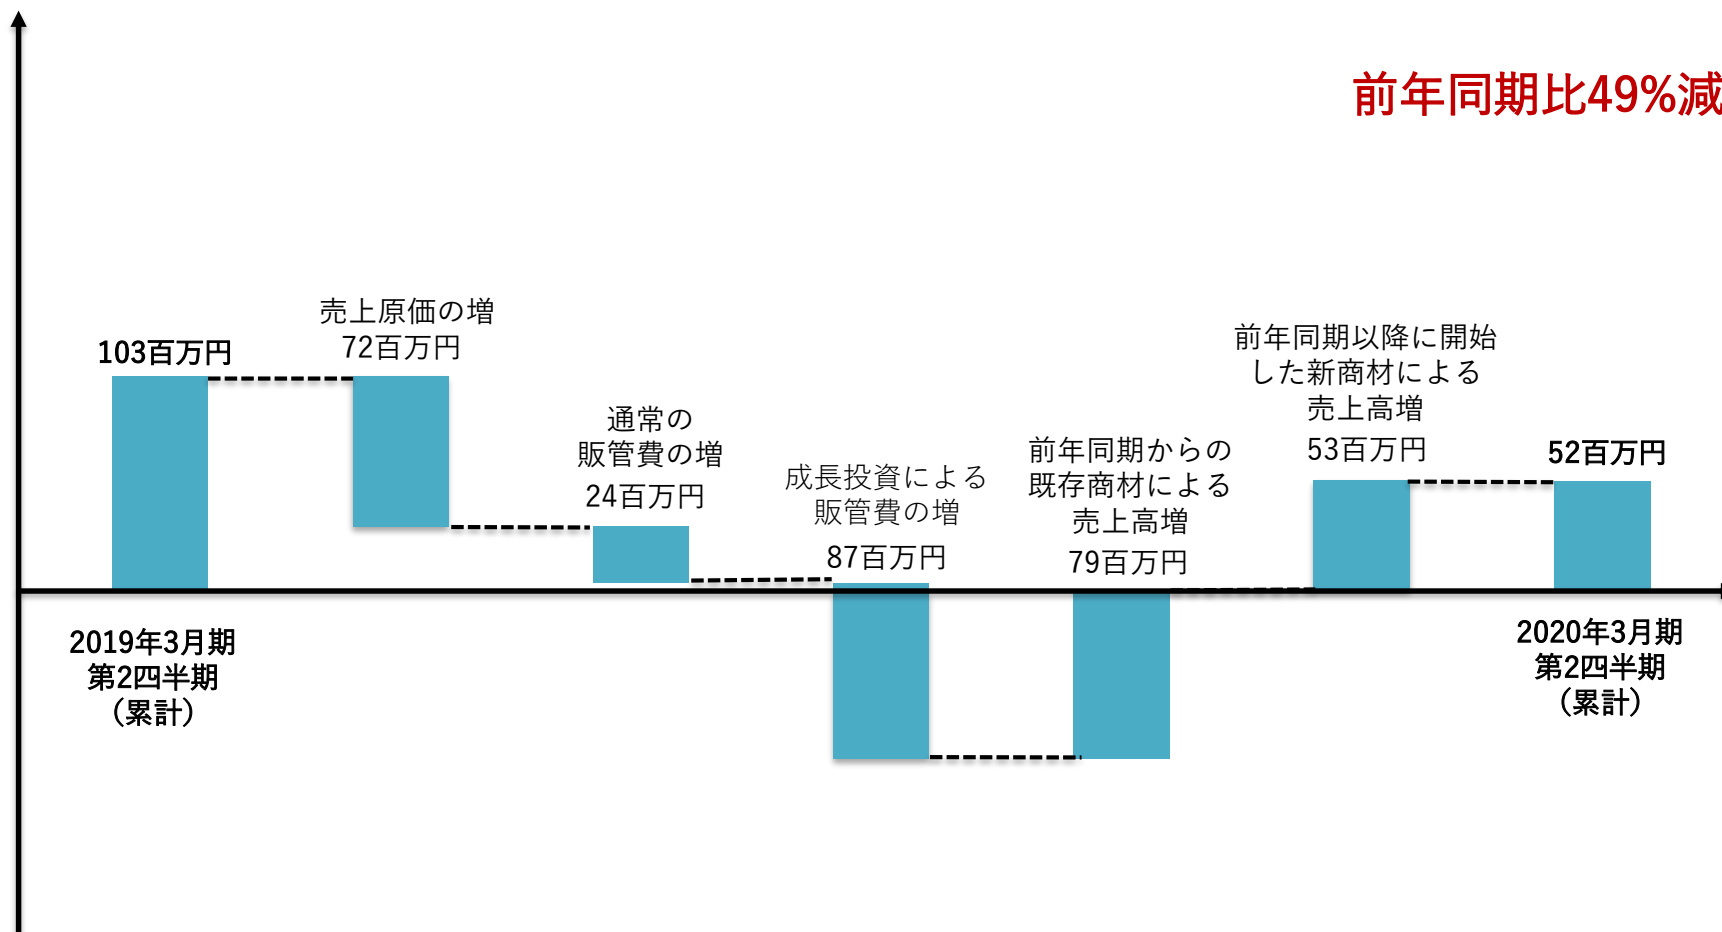 前年同期比49%減
103百万円
2019年3月期
第2四半期
（累計）
売上原価の増
72百万円
通常の
販管費の増
24百万円
成長投資による
販管費の増
87百万円
前年同期からの
既存商材による
売上高増
79百万円
前年同期以降に開始
した新商材による
売上高増
53百万円
52百万円
2020年3月期
第2四半期
（累計）